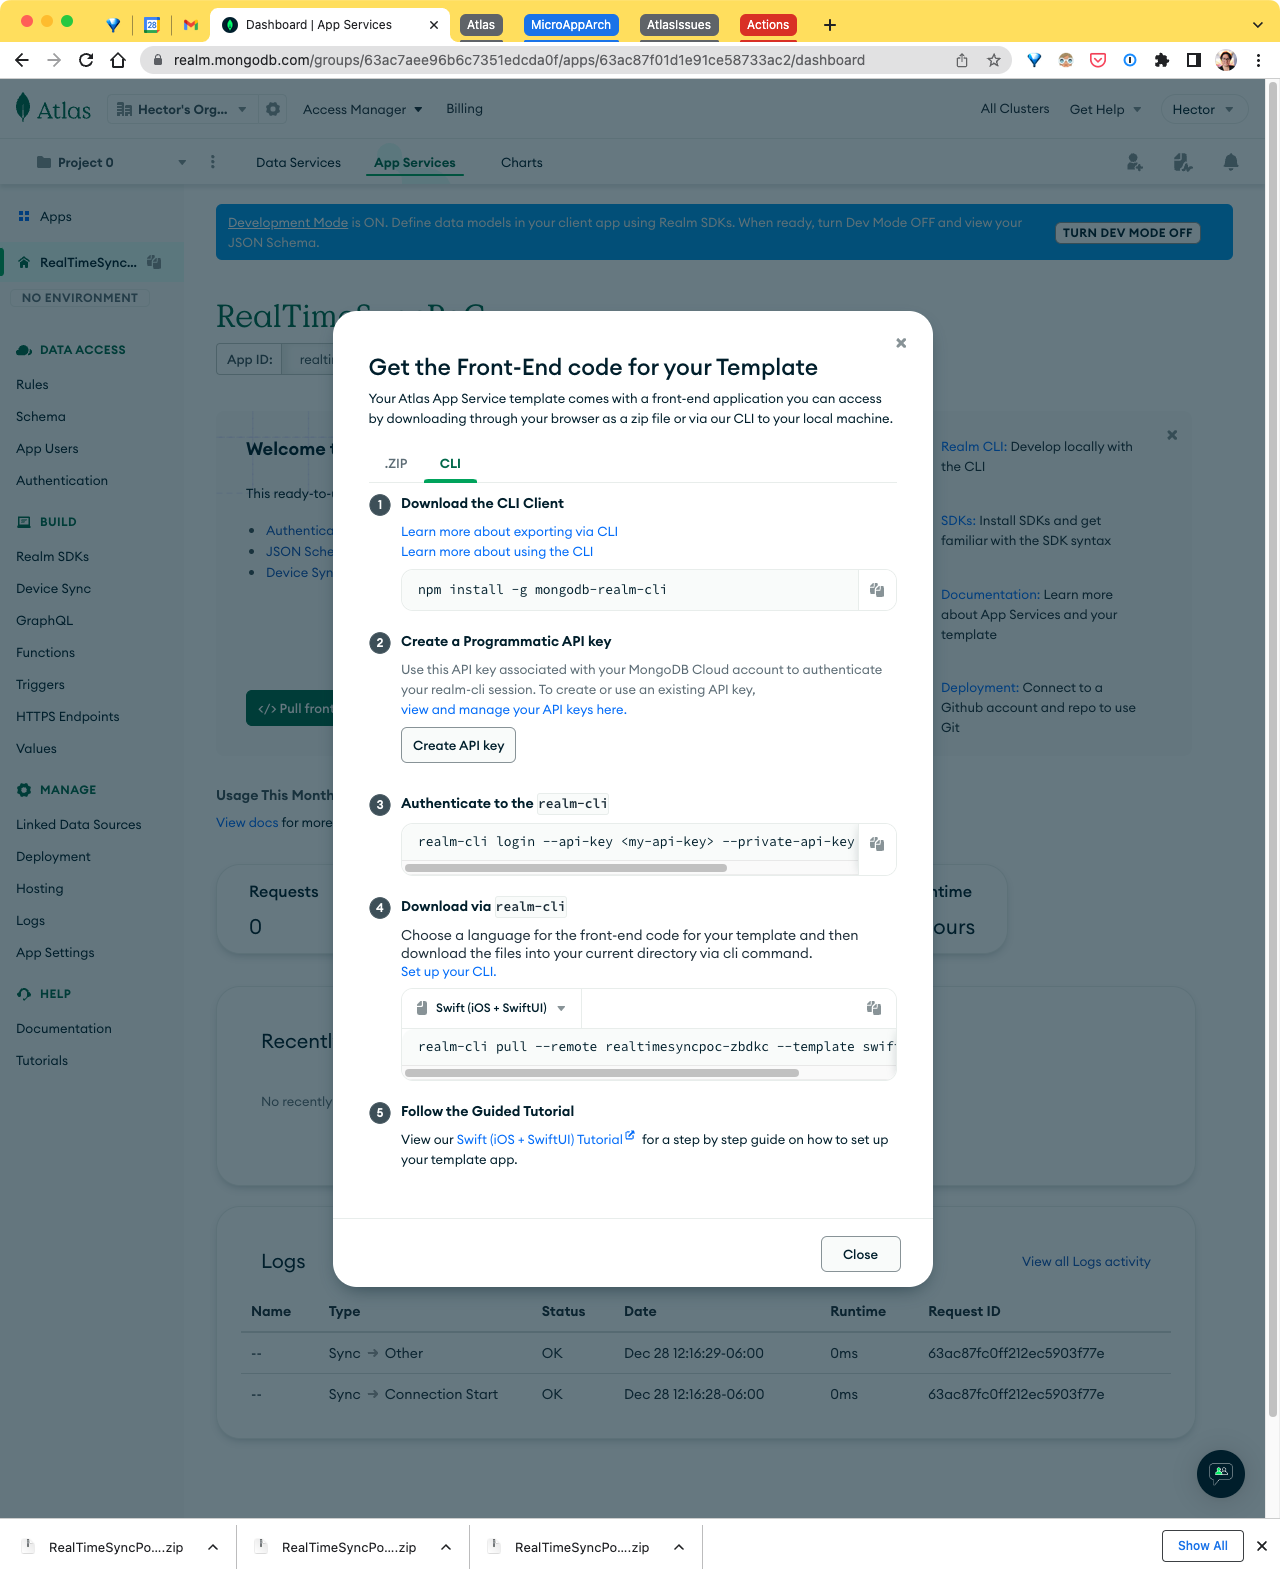 28
Dashboard | App Services
Atlas
MicroAppArch
AtlasIssues
Actions
realm.mongodb.com/groups/63ac7aee96b6c7351edcda0f/apps/63ac87f01d1e91ce58733ac2/dashboard
Atlas
Hector's Org...
Access Manager
Billing
All Clusters
Get Help
Hector
Project 0
Data Services
App Services
Charts
Apps
RealTimeSync...
NO ENVIRONMENT
DATA ACCESS
Rules
Schema
App Users
Authentication
BUILD
Realm SDKs
Device Sync
GraphQL
Functions
Triggers
HTTPS Endpoints
Values
MANAGE
Linked Data Sources
Deployment
Hosting
Logs
App Settings
HELP
Documentation
Tutorials
Development Mode is ON. Define data models in your client app using Realm SDKs. When ready, turn Dev Mode OFF and view your
JSON Schema.
TURN DEV MODE OFF
App ID:
Welcome
This ready-to-
Authentica
JSON Sche
Device Syn
</> Pull front
Realm CLI: Develop locally with
the CLI
SDKs: Install SDKs and get
familiar with the SDK syntax
Documentation: Learn more
about App Services and your
template
Deployment: Connect to a
Github account and repo to use
Git
Usage This Month
View docs for more
Requests
0
ntime
ours
Recentl
No recently
Get the Front-End code for your Template
Your Atlas App Service template comes with a front-end application you can access
by downloading through your browser as a zip file or via our CLI to your local machine.
.ZIP
CLI
1
Download the CLI Client
Learn more about exporting via CLI
Learn more about using the CLI
npm install -g mongodb-realm-cli
2
Create a Programmatic API key
Use this API key associated with your MongoDB Cloud account to authenticate
your realm-cli session. To create or use an existing API key,
view and manage your API keys here.
Create API key
3
Authenticate to the realm-cli
realm-cli login --api-key <my-api-key> --private-api-key
4
Download via realm-cli
Choose a language for the front-end code for your template and then
download the files into your current directory via cli command.
Set up your CLI.
Swift (iOS + SwiftUI)
realm-cli pull --remote realtimesyncpoc-zbdkc --template swif
5
Follow the Guided Tutorial
View our Swift (iOS + SwiftUI) Tutorial for a step by step guide on how to set up
your template app.
Close
Logs
View all Logs activity
Name
Type
Status
Date
Runtime
Request ID
--
Sync → Other
OK
Dec 28 12:16:29-06:00
0ms
63ac87fc0ff212ec5903f77e
--
Sync → Connection Start
OK
Dec 28 12:16:28-06:00
0ms
63ac87fc0ff212ec5903f77e
RealTimeSyncPo....zip
RealTimeSyncPo....zip
RealTimeSyncPo....zip
Show All